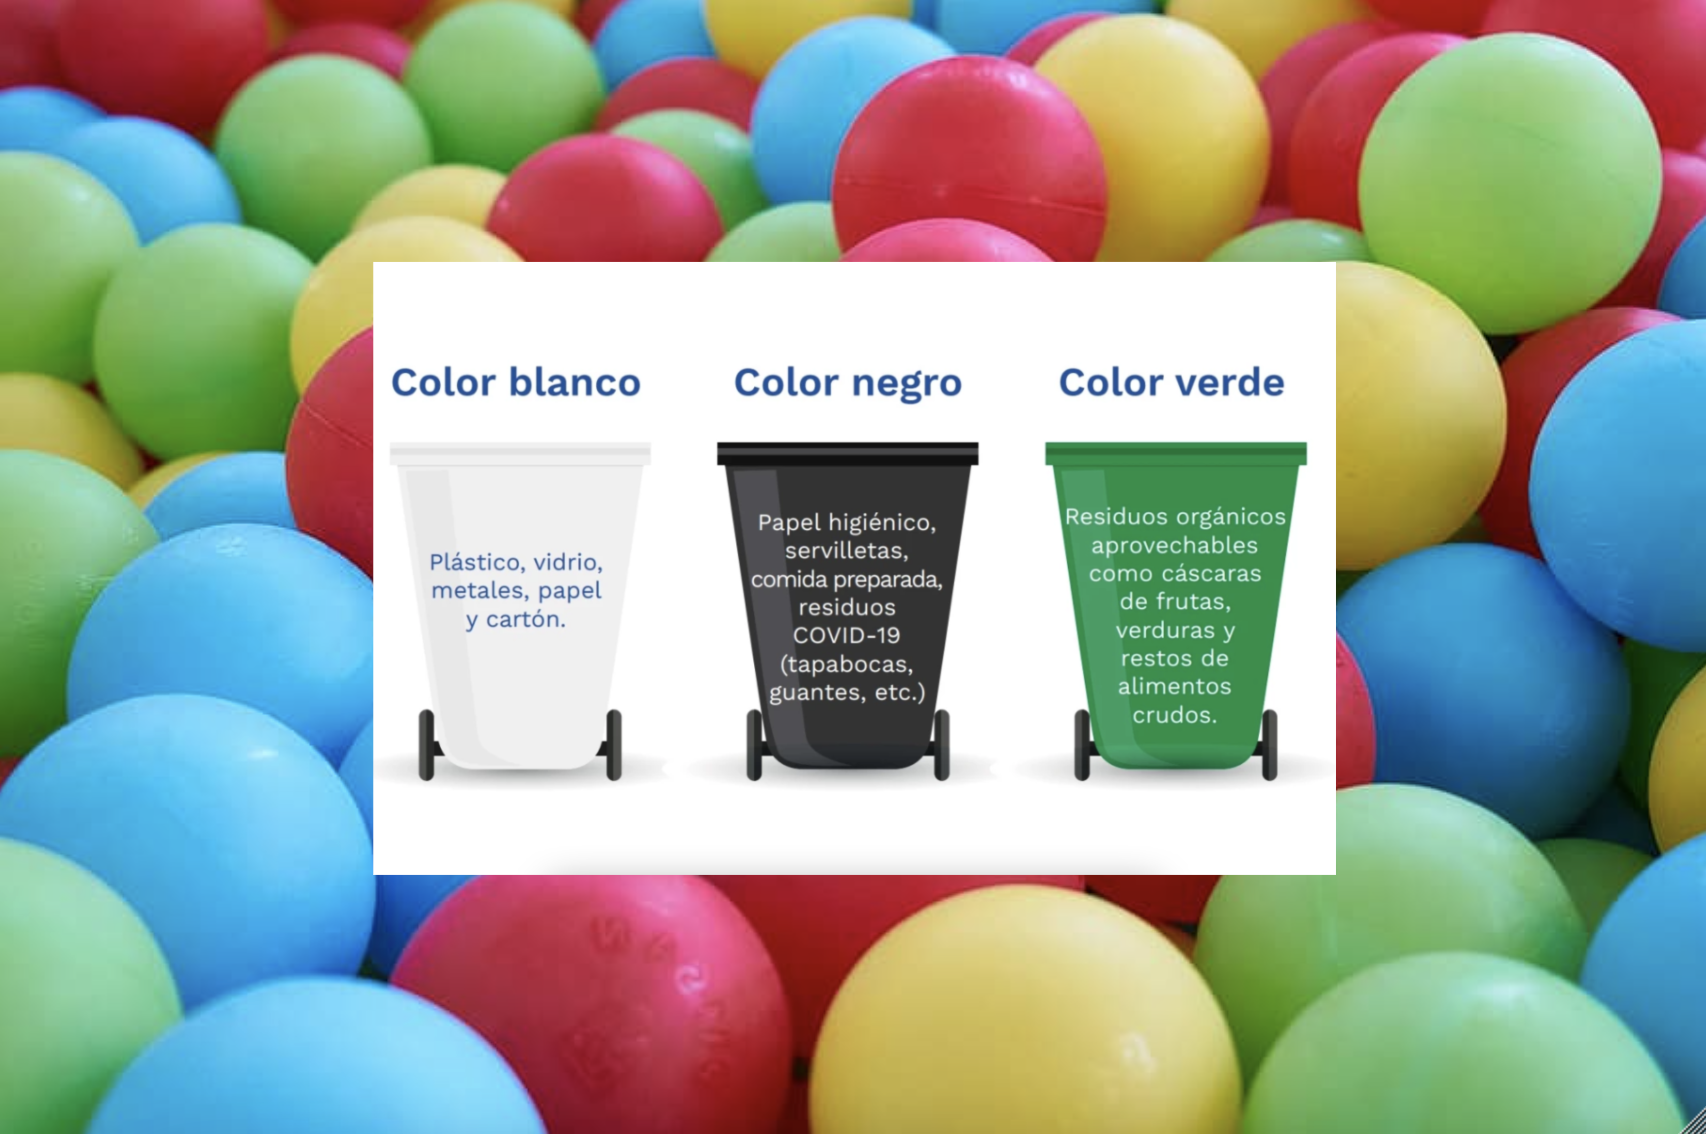 Color blanco
Plástico, vidrio,
metales, papel
y cartón.
Color negro
Papel higiénico,
servilletas,
comida preparada,
residuos
COVID-19
(tapabocas,
guantes, etc.)
Color verde
Residuos orgánicos
aprovechables
como cáscaras
de frutas,
verduras y
restos de
alimentos
crudos.